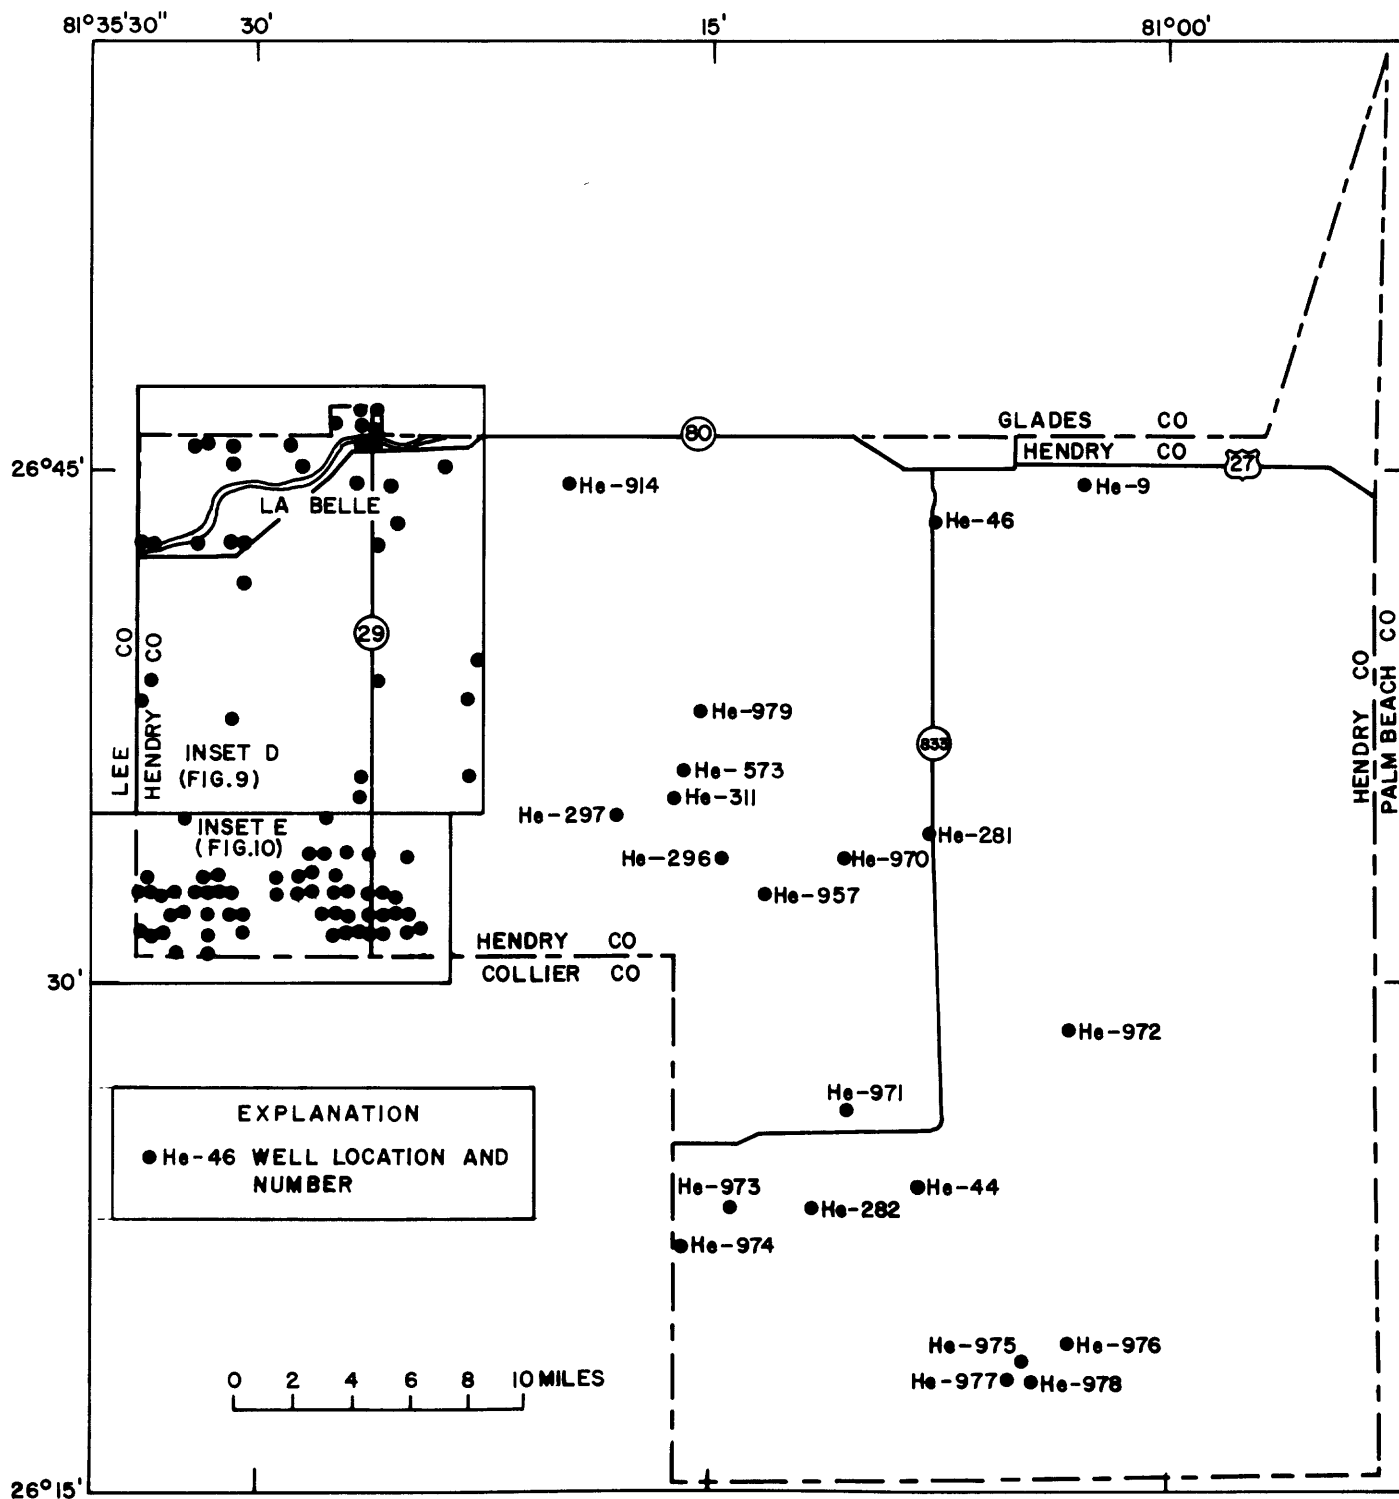 81°35'30"
30'
15'
81°00'
GLADES CO
HENDRY CO
80
27
26°45'
He-914
He-9
LA BELLE
He-46
29
LEE CO
HENDRY CO
HENDRY CO
PALM BEACH CO
He-979
833
INSET D
(FIG.9)
He-573
He-311
He-297
INSET E
(FIG.10)
He-281
He-296
He-970
He-957
HENDRY CO
COLLIER CO
30'
He-972
He-971
EXPLANATION
He-46 WELL LOCATION AND
NUMBER
He-973
He-44
He-282
He-974
He-975
He-976
He-977
He-978
0 2 4 6 8 10 MILES
26°15'